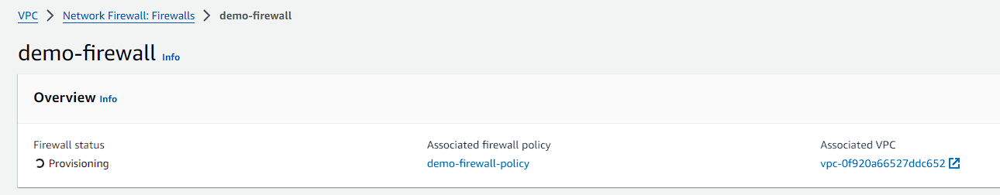 VPC > Network Firewall: Firewalls > demo-firewall
demo-firewall Info
Overview Info
Firewall status Associated firewall policy Associated VPC
Provisioning demo-firewall-policy vpc-0f920a66527ddc652